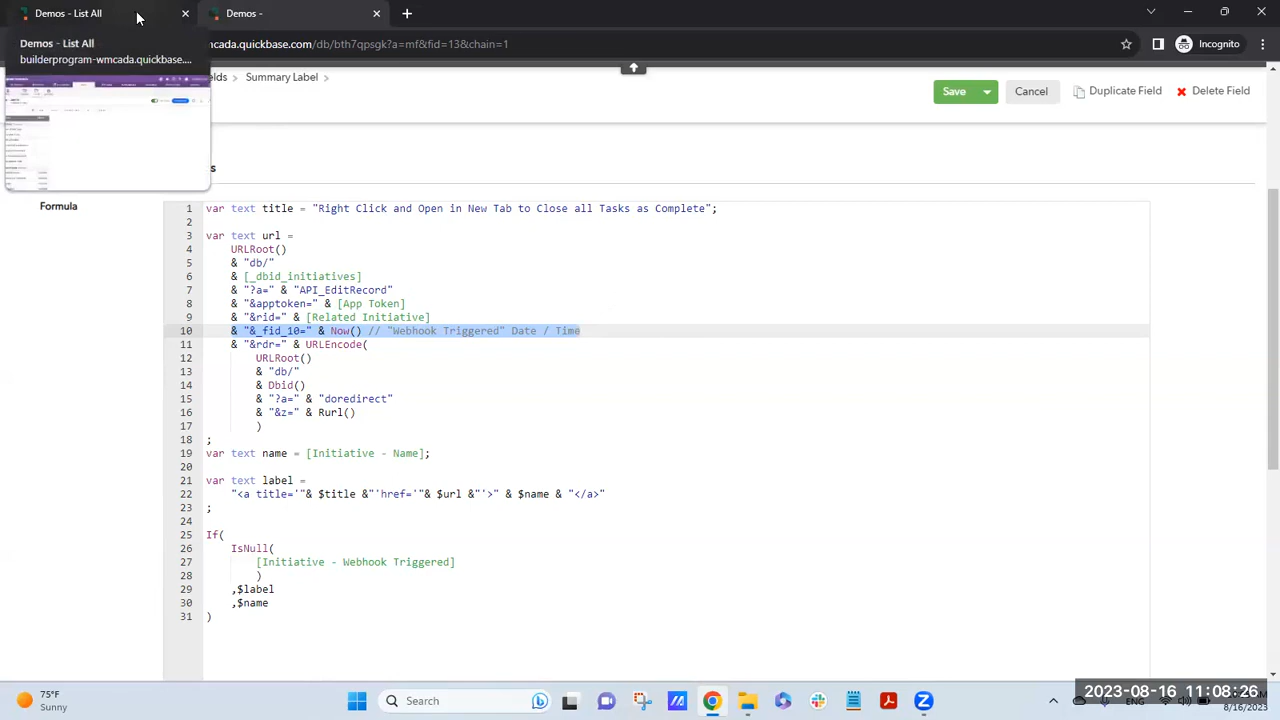 Demos - List All
Demos -
Demos - List All
builderprogram-wmcada.quickbase....
mcada.quickbase.com/db/bth7qpsgk?a=mf&fid=13&chain=1
Incognito
elds > Summary Label >
Save
Cancel
Duplicate Field
Delete Field
Formula
1 var text title = "Right Click and Open in New Tab to Close all Tasks as Complete";
2
3 var text url =
4 URLRoot()
5 & "db/"
6 & [_dbid_initiatives]
7 & "?a=" & "API_EditRecord"
8 & "&apptoken=" & [App Token]
9 & "&rid=" & [Related Initiative]
10 & "&_fid_10=" & Now() // "Webhook Triggered" Date / Time
11 & "&rdr=" & URLEncode(
12 URLRoot()
13 & "db/"
14 & Dbid()
15 & "?a=" & "doredirect"
16 & "&z=" & Rurl()
17 )
18 ;
19 var text name = [Initiative - Name];
20
21 var text label =
22 "<a title='"& $title &"'href='"& $url &"'>" & $name & "</a>"
23 ;
24
25 If(
26 IsNull(
27 [Initiative - Webhook Triggered]
28 )
29 ,$label
30 ,$name
31 )
75°F
Sunny
Search
ENG
2023-08-16 11:08:26
8/16/2023